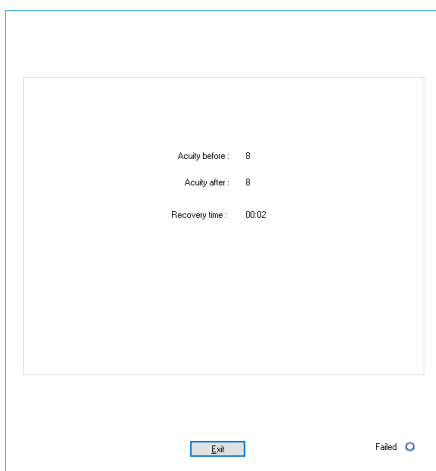 Acuity before : 8
Acuity after : 8
Recovery time : 00:02
Exit
Failed